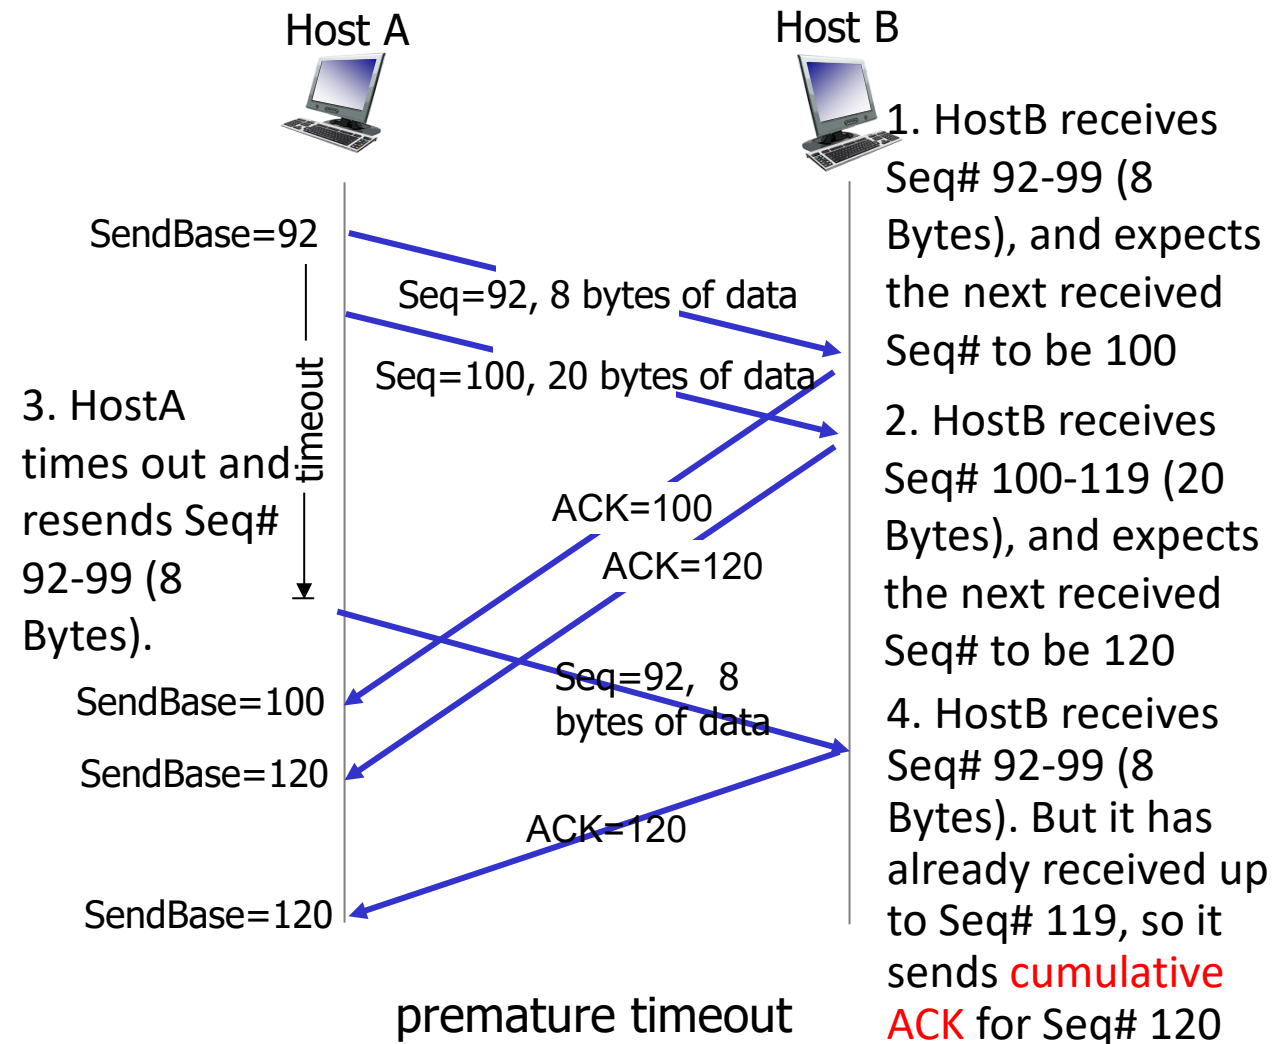 Host A
Host B
1. HostB receives
Seq# 92-99 (8
Bytes), and expects
the next received
Seq# to be 100
SendBase=92
Seq=92, 8 bytes of data
Seq=100, 20 bytes of data
timeout
3. HostA
times out and
resends Seq#
92-99 (8
Bytes).
2. HostB receives
Seq# 100-119 (20
Bytes), and expects
the next received
Seq# to be 120
ACK=100
ACK=120
Seq=92, 8
bytes of data
SendBase=100
SendBase=120
4. HostB receives
Seq# 92-99 (8
Bytes). But it has
already received up
to Seq# 119, so it
sends cumulative
ACK for Seq# 120
ACK=120
SendBase=120
premature timeout